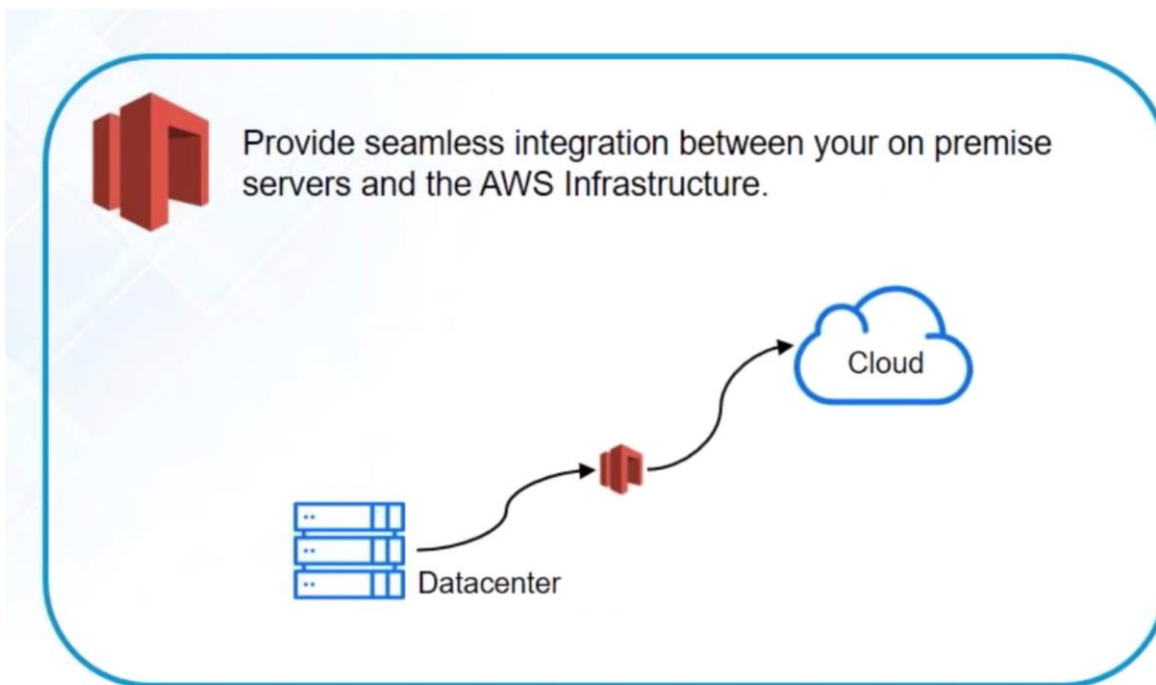 Provide seamless integration between your on premise
servers and the AWS Infrastructure.
Cloud
Datacenter